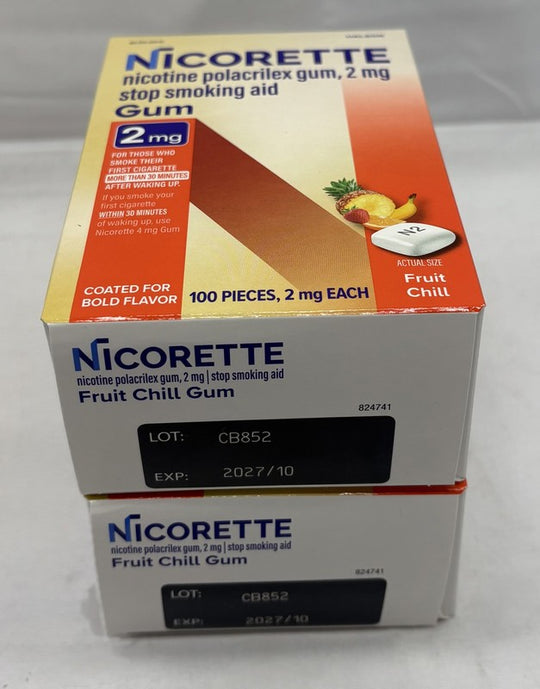 NICORETTE
nicotine polacrilex gum, 2 mg
stop smoking aid
Gum
2 mg
FOR THOSE WHO
SMOKE THEIR
FIRST CIGARETTE
MORE THAN 30 MINUTES
AFTER WAKING UP.
If you smoke your
first cigarette
WITHIN 30 MINUTES
of waking up, use
Nicorette 4 mg Gum
N2
ACTUAL SIZE
Fruit
Chill
COATED FOR
BOLD FLAVOR
100 PIECES, 2 mg EACH
NICORETTE
nicotine polacrilex gum, 2 mg | stop smoking aid
Fruit Chill Gum
824741
LOT: CB852
EXP: 2027/10
NICORETTE
nicotine polacrilex gum, 2 mg | stop smoking aid
Fruit Chill Gum
824741
LOT: CB852
EXP: 2027/10